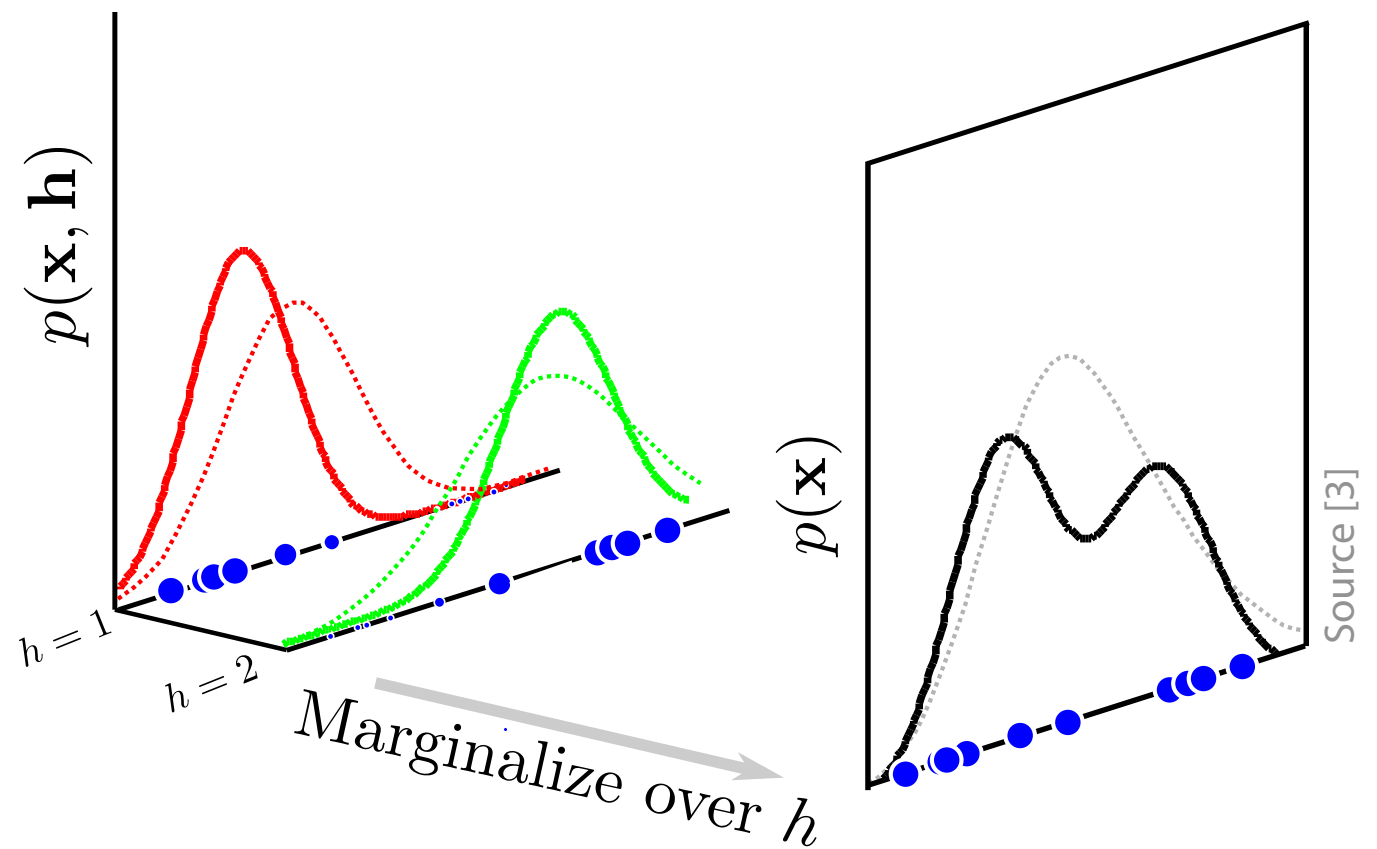 p(x, h)
h = 1
h = 2
Marginalize over h
p(x)
Source [3]